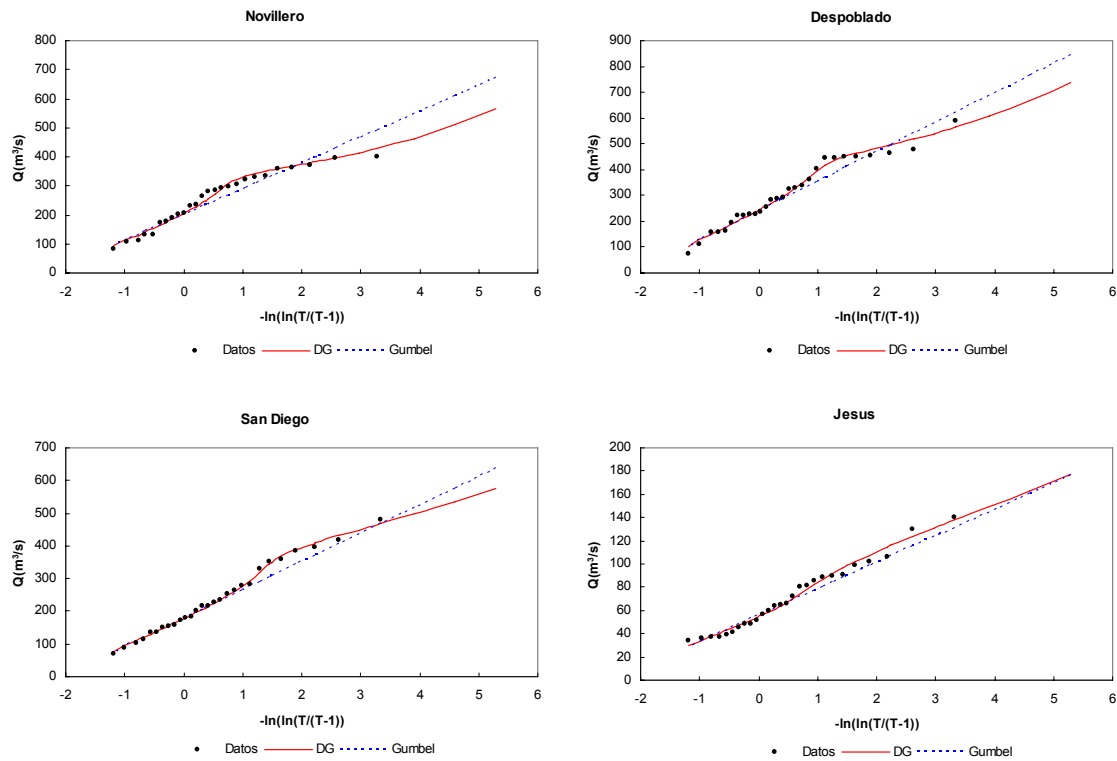 Novillero
800
700
600
500
400
300
200
100
0
Q(m³/s)
-2 -1 0 1 2 3 4 5 6
-ln(ln(T/(T-1))
Datos DG Gumbel
Despoblado
900
800
700
600
500
400
300
200
100
0
Q(m³/s)
-2 -1 0 1 2 3 4 5 6
-ln(ln(T/(T-1))
Datos DG Gumbel
San Diego
700
600
500
400
300
200
100
0
Q(m³/s)
-2 -1 0 1 2 3 4 5 6
-ln(ln(T/(T-1))
Datos DG Gumbel
Jesus
200
180
160
140
120
100
80
60
40
20
0
Q(m³/s)
-2 -1 0 1 2 3 4 5 6
-ln(ln(T/(T-1))
Datos DG Gumbel